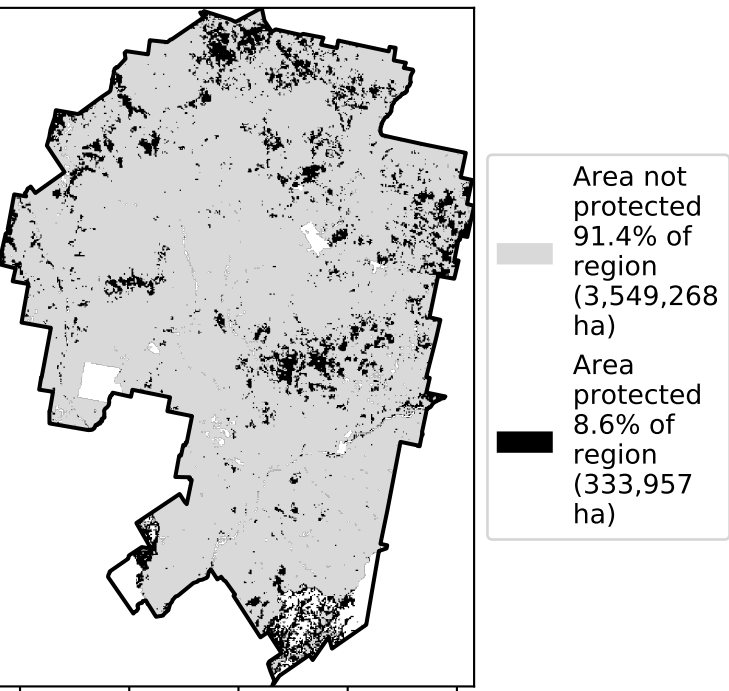 Area not
protected
91.4% of
region
(3,549,268
ha)
Area
protected
8.6% of
region
(333,957
ha)